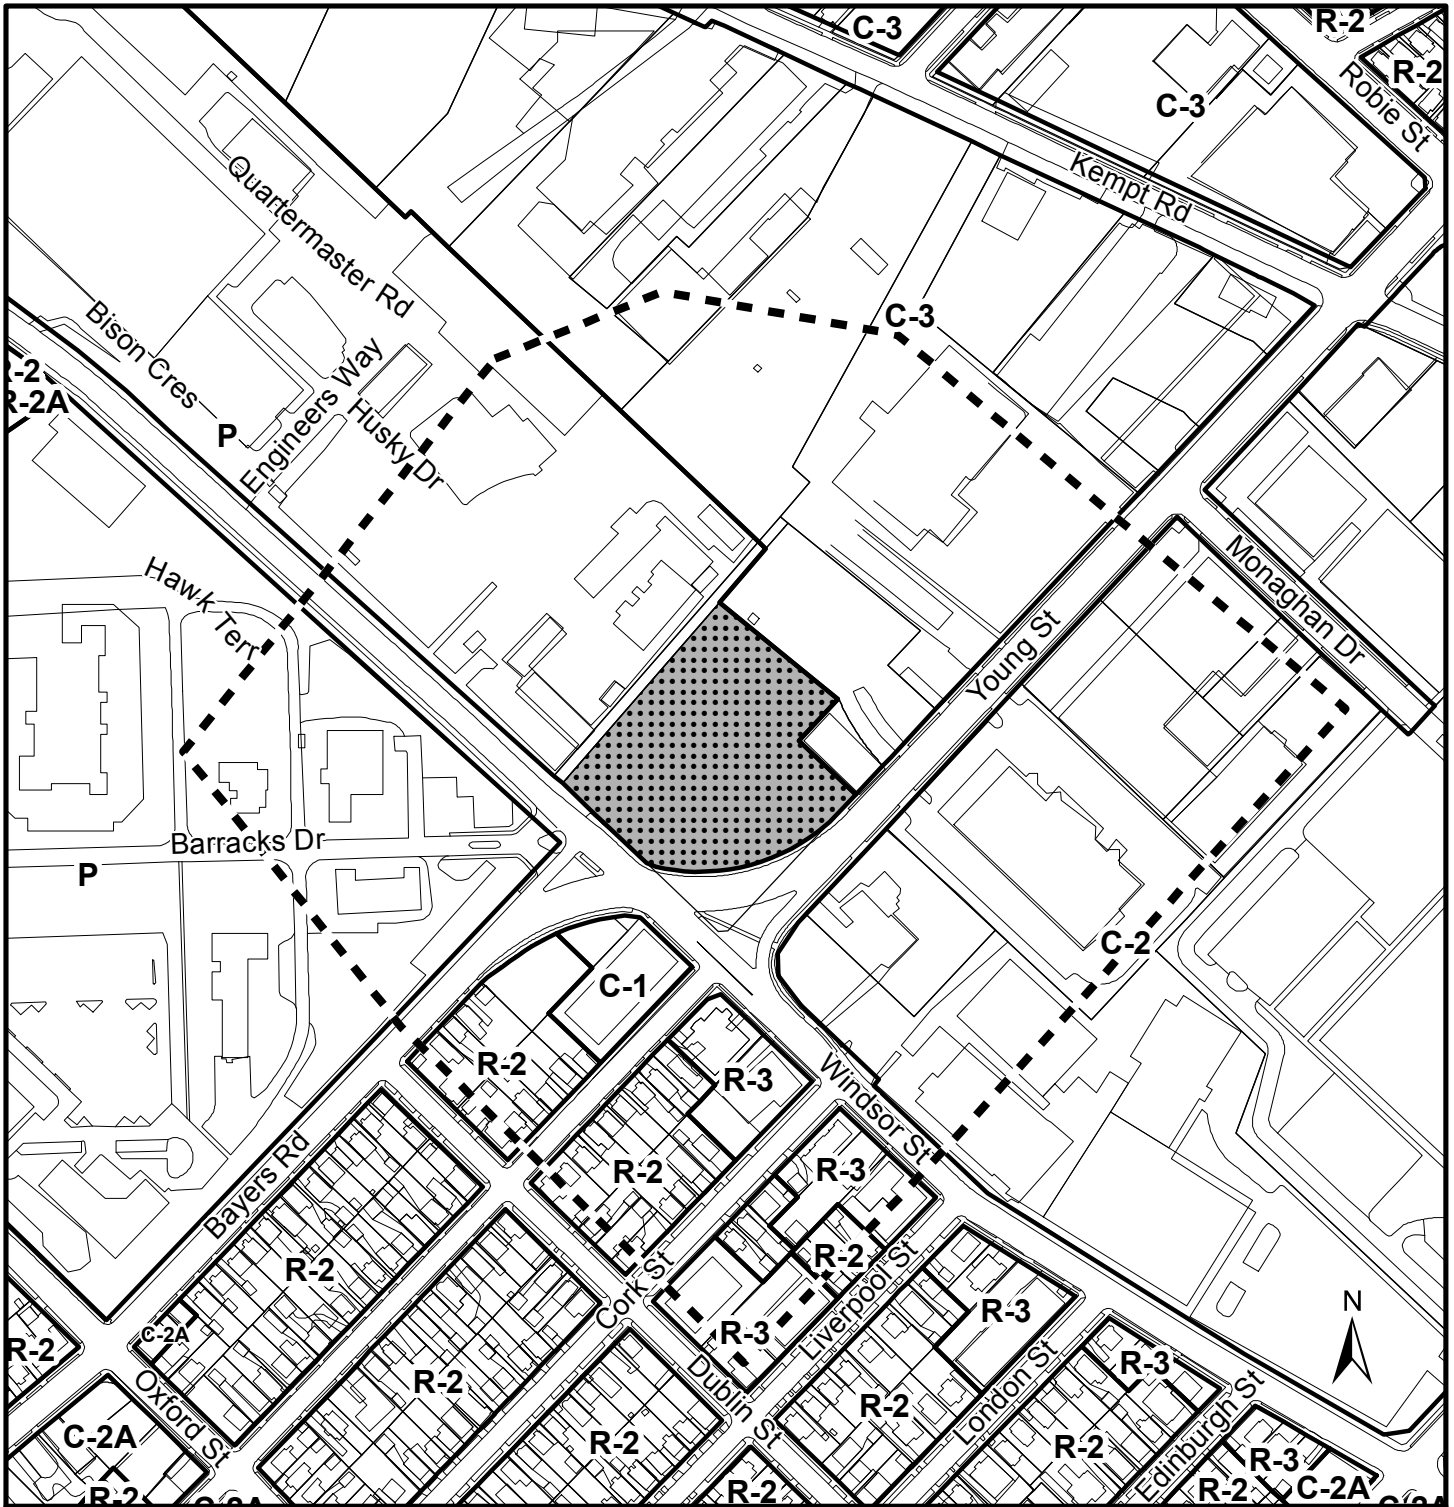 C-3
R-2
R-2
C-3
Robie St
Kempt Rd
Quartermaster Rd
C-3
Bison Cres
R-2
R-2A
P
Engineers Way
Husky Dr
Hawk Terr
Monaghan Dr
Young St
Barracks Dr
P
C-2
C-1
R-2
R-3
Windsor St
R-2
R-3
Bayers Rd
R-2
R-2
Cork St
Liverpool St
R-3
R-3
N
C-2A
R-2
London St
R-3
Dublin St
Oxford St
R-2
R-2
Edinburgh St
C-2A
R-2
R-2
R-3
R-2
R-2
R-2
C-2A
C-2A